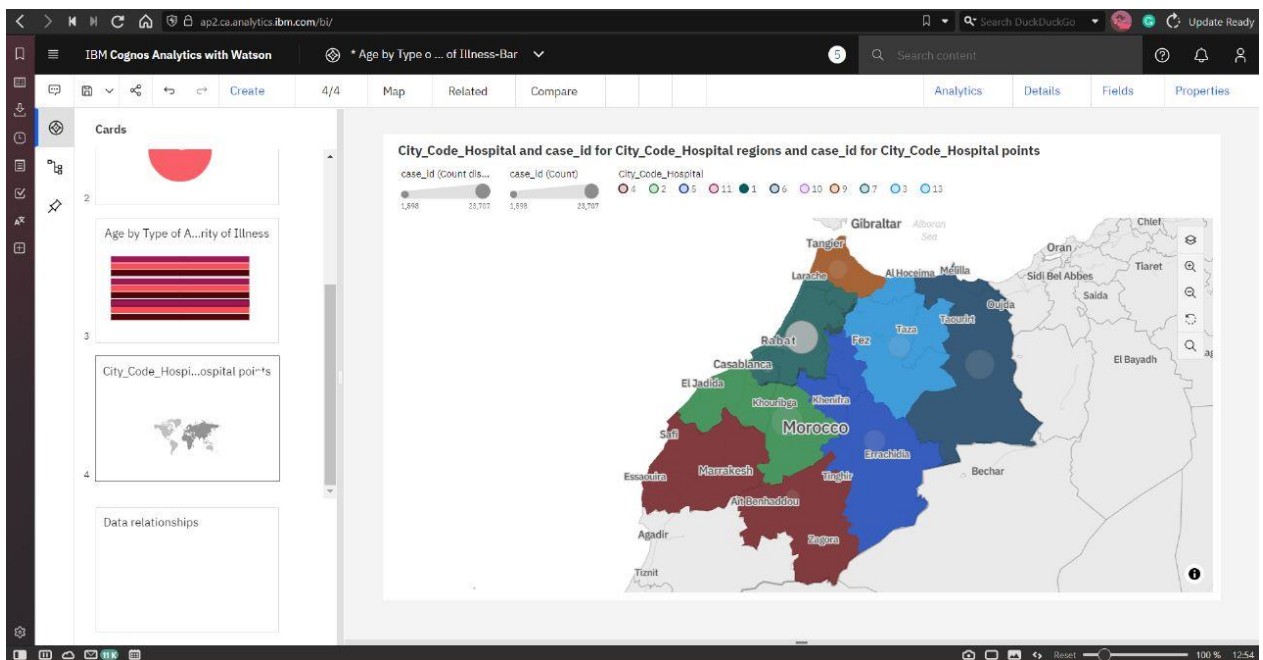 ap2.ca.analytics.ibm.com/bi/
Search DuckDuckGo
Update Ready
IBM Cognos Analytics with Watson
* Age by Type o ... of Illness-Bar
5
Search content
Create
4/4
Map
Related
Compare
Analytics
Details
Fields
Properties
Cards
2
Age by Type of A...rity of Illness
3
City_Code_Hospi...ospital points
4
Data relationships
City_Code_Hospital and case_id for City_Code_Hospital regions and case_id for City_Code_Hospital points
case_id (Count dis...
case_id (Count)
City_Code_Hospital
1,598 23,707
1,598 23,707
4 2 5 11 1 6 10 9 7 3 13
Gibraltar
Alboran
Sea
Chlef
Tangier
Oran
Larache
Al Hoceima
Melilla
Sidi Bel Abbes
Tiaret
Oujda
Saida
Taourirt
Taza
Rabat
Fez
Casablanca
El Bayadh
El Jadida
Khouribga
Khenifra
Morocco
Safi
Errachidia
Essaouira
Marrakesh
Tinghir
Bechar
Aït Benhaddou
Agadir
Zagora
Tiznit
11K
Reset
100 %
12:54